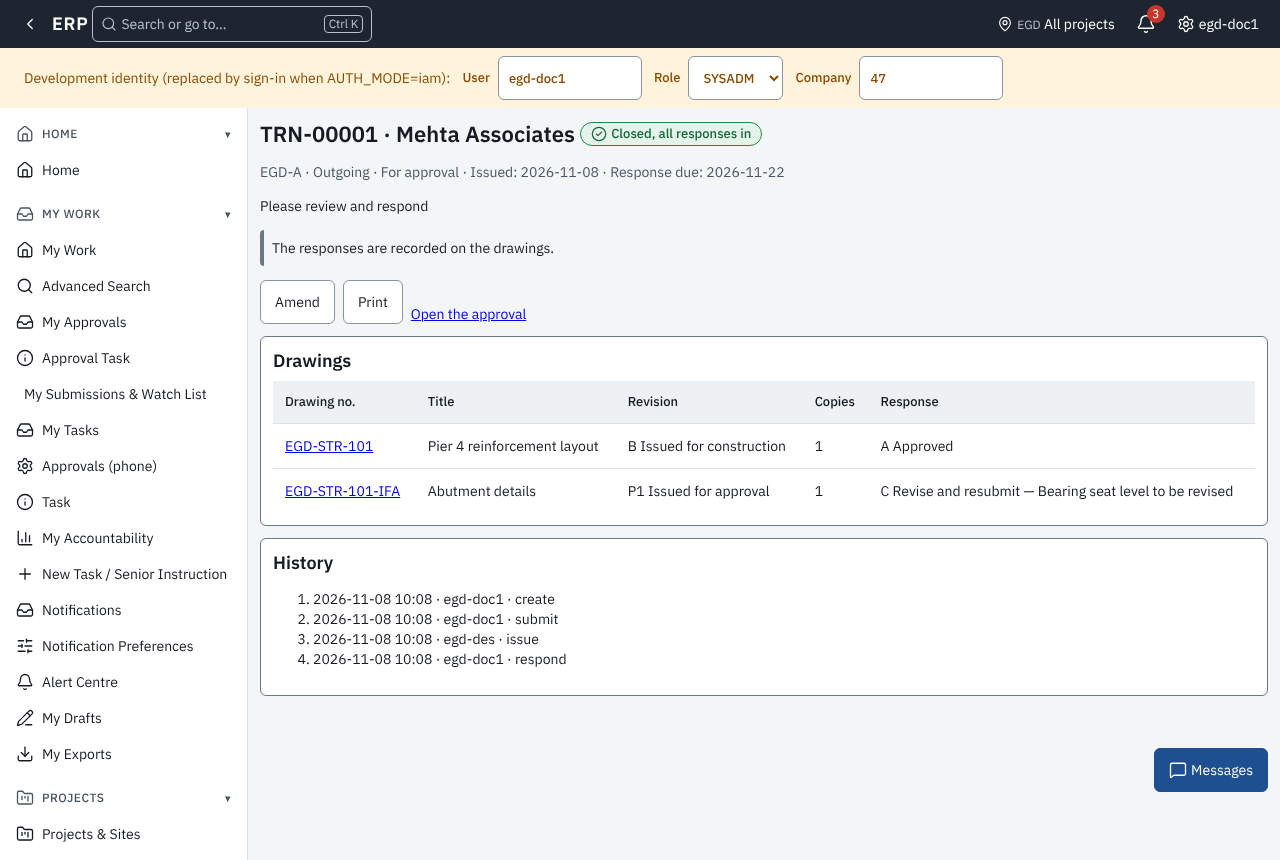 ERP
Search or go to...
Ctrl K
EGD All projects
3
egd-doc1
Development identity (replaced by sign-in when AUTH_MODE=iam):
User
egd-doc1
Role
SYSADM
Company
47
HOME
Home
MY WORK
My Work
Advanced Search
My Approvals
Approval Task
My Submissions & Watch List
My Tasks
Approvals (phone)
Task
My Accountability
New Task / Senior Instruction
Notifications
Notification Preferences
Alert Centre
My Drafts
My Exports
PROJECTS
Projects & Sites
TRN-00001 · Mehta Associates
Closed, all responses in
EGD-A · Outgoing · For approval · Issued: 2026-11-08 · Response due: 2026-11-22
Please review and respond
The responses are recorded on the drawings.
Amend
Print
Open the approval
Drawings
Drawing no. Title Revision Copies Response
EGD-STR-101 Pier 4 reinforcement layout B Issued for construction 1 A Approved
EGD-STR-101-IFA Abutment details P1 Issued for approval 1 C Revise and resubmit — Bearing seat level to be revised
History
1. 2026-11-08 10:08 · egd-doc1 · create
2. 2026-11-08 10:08 · egd-doc1 · submit
3. 2026-11-08 10:08 · egd-des · issue
4. 2026-11-08 10:08 · egd-doc1 · respond
Messages